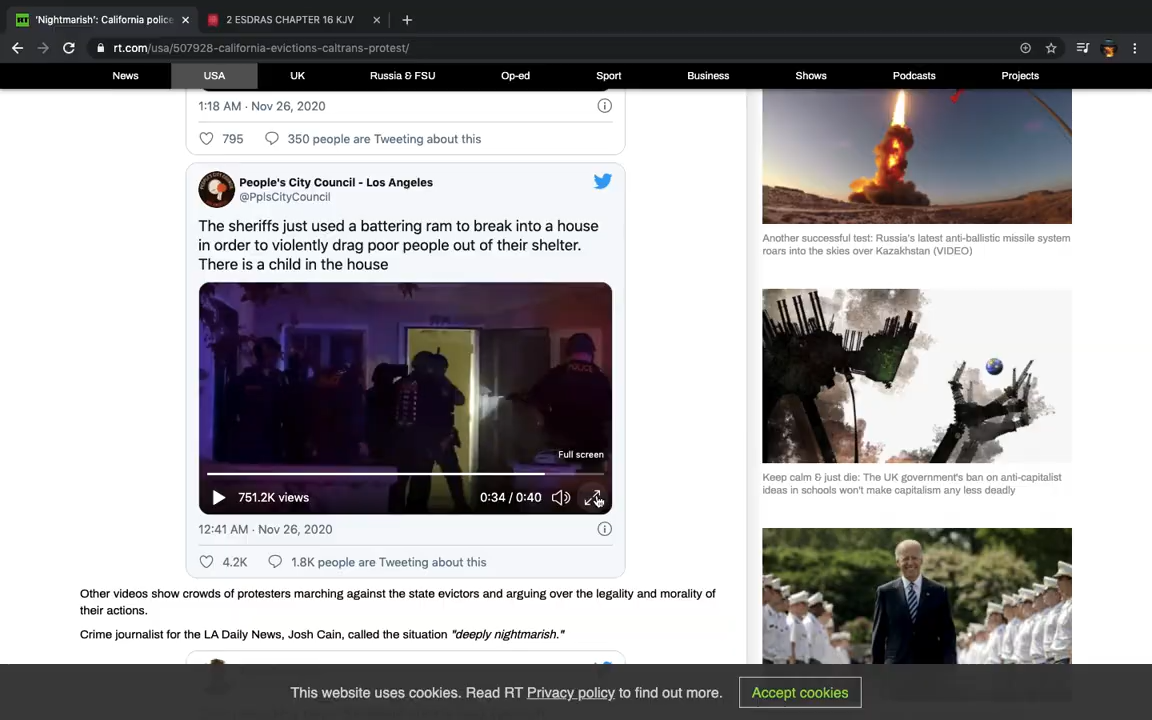 'Nightmarish': California police
2 ESDRAS CHAPTER 16 KJV
rt.com/usa/507928-california-evictions-caltrans-protest/
News USA UK Russia & FSU Op-ed Sport Business Shows Podcasts Projects
1:18 AM · Nov 26, 2020
795 350 people are Tweeting about this
People's City Council - Los Angeles
@PplsCityCouncil
The sheriffs just used a battering ram to break into a house
in order to violently drag poor people out of their shelter.
There is a child in the house
POLICE
Full screen
751.2K views 0:34 / 0:40
12:41 AM · Nov 26, 2020
4.2K 1.8K people are Tweeting about this
Other videos show crowds of protesters marching against the state evictors and arguing over the legality and morality of
their actions.
Crime journalist for the LA Daily News, Josh Cain, called the situation "deeply nightmarish."
Another successful test: Russia's latest anti-ballistic missile system
roars into the skies over Kazakhstan (VIDEO)
Keep calm & just die: The UK government's ban on anti-capitalist
ideas in schools won't make capitalism any less deadly
This website uses cookies. Read RT Privacy policy to find out more. Accept cookies